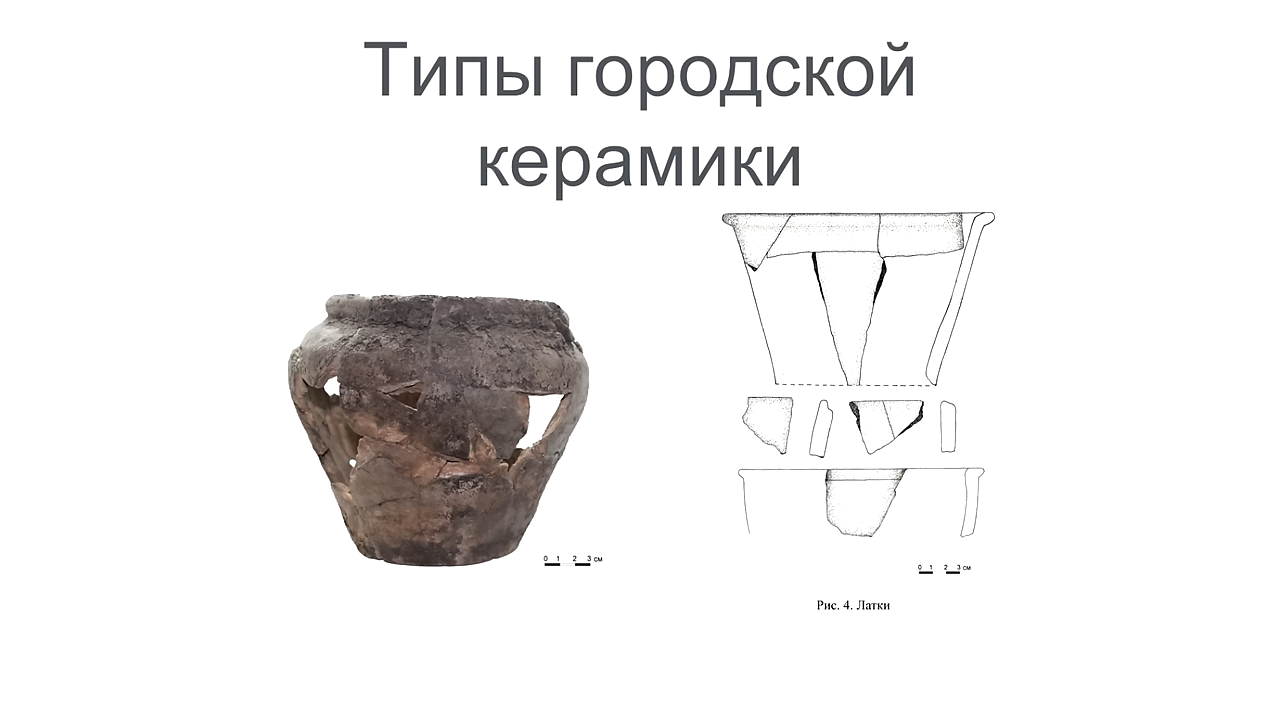 Типы городской
керамики
0 1 2 3 см
0 1 2 3 см
Рис. 4. Латки